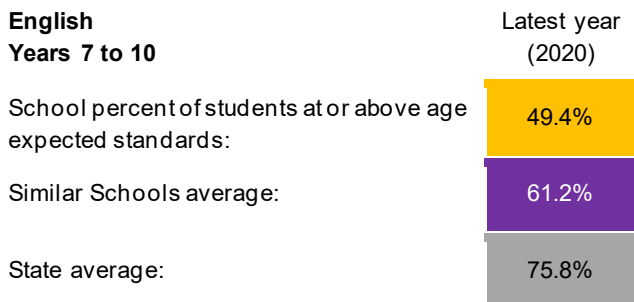 English
Years 7 to 10
Latest year
(2020)
School percent of students at or above age
expected standards:
49.4%
Similar Schools average:
61.2%
State average:
75.8%